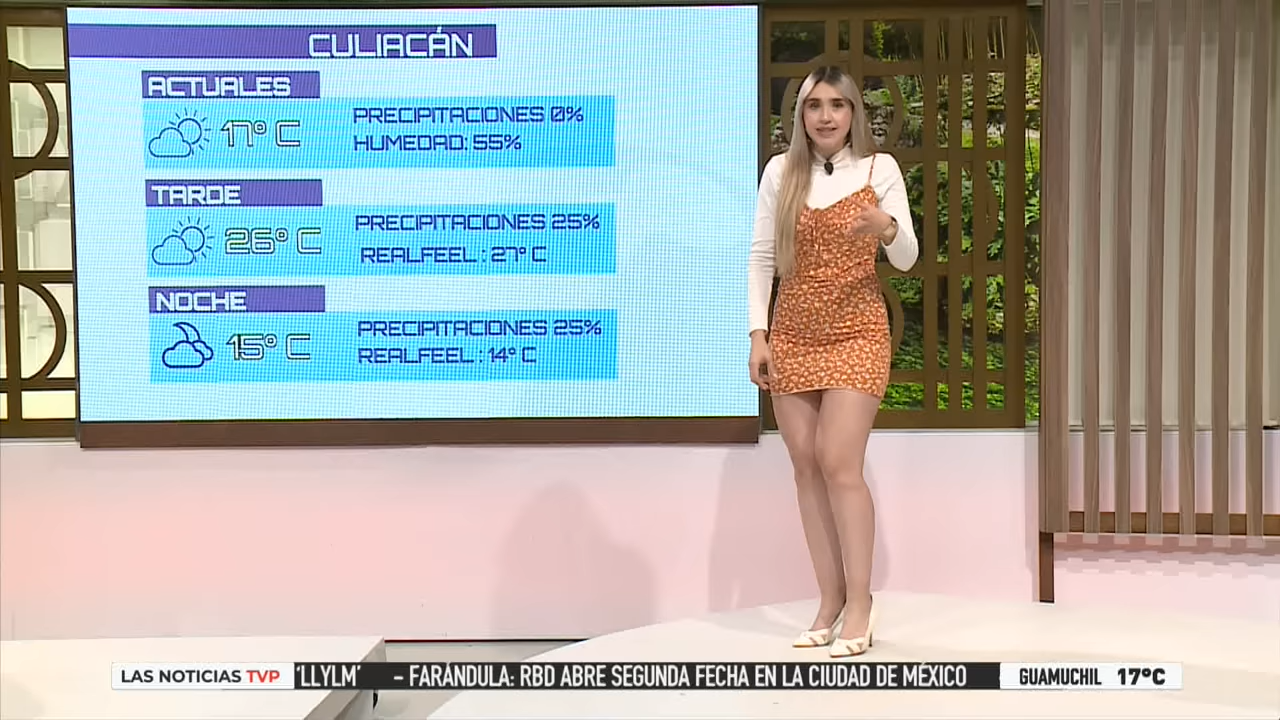 CULIACÁN
ACTUALES
17° C
PRECIPITACIONES 0%
HUMEDAD: 55%
TARDE
26° C
PRECIPITACIONES 25%
REALFEEL : 27° C
NOCHE
15° C
PRECIPITACIONES 25%
REALFEEL : 14° C
LAS NOTICIAS TVP
'LLYLM' – FARÁNDULA: RBD ABRE SEGUNDA FECHA EN LA CIUDAD DE MÉXICO
GUAMUCHIL 17°C